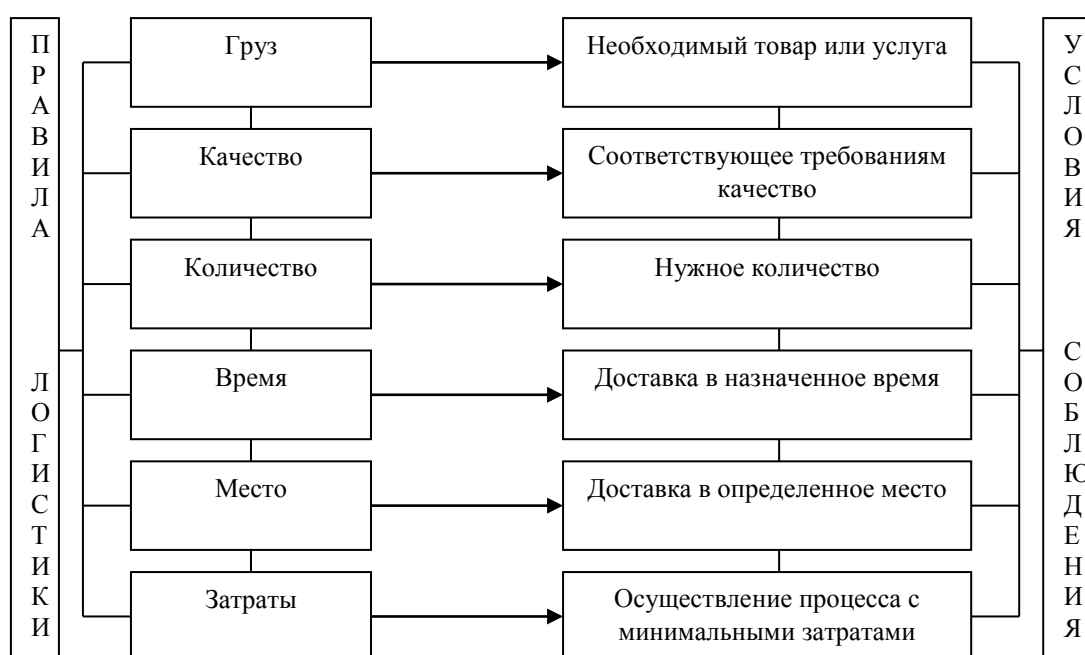 ПРАВИЛА ЛОГИСТИКИ
Груз
Необходимый товар или услуга
Качество
Соответствующее требованиям
качество
Количество
Нужное количество
Время
Доставка в назначенное время
Место
Доставка в определенное место
Затраты
Осуществление процесса с
минимальными затратами
УСЛОВИЯ СОБЛЮДЕНИЯ